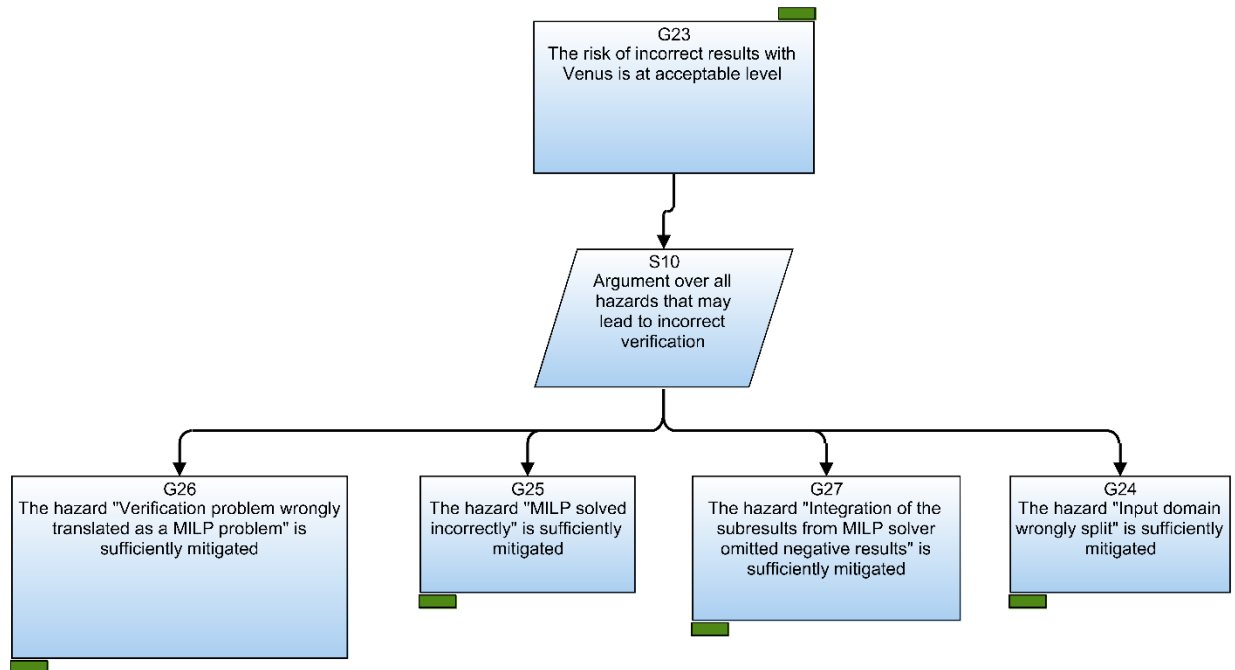 G23
The risk of incorrect results with
Venus is at acceptable level
S10
Argument over all
hazards that may
lead to incorrect
verification
G26
The hazard "Verification problem wrongly
translated as a MILP problem" is
sufficiently mitigated
G25
The hazard "MILP solved
incorrectly" is sufficiently
mitigated
G27
The hazard "Integration of the
subresults from MILP solver
omitted negative results" is
sufficiently mitigated
G24
The hazard "Input domain
wrongly split" is sufficiently
mitigated